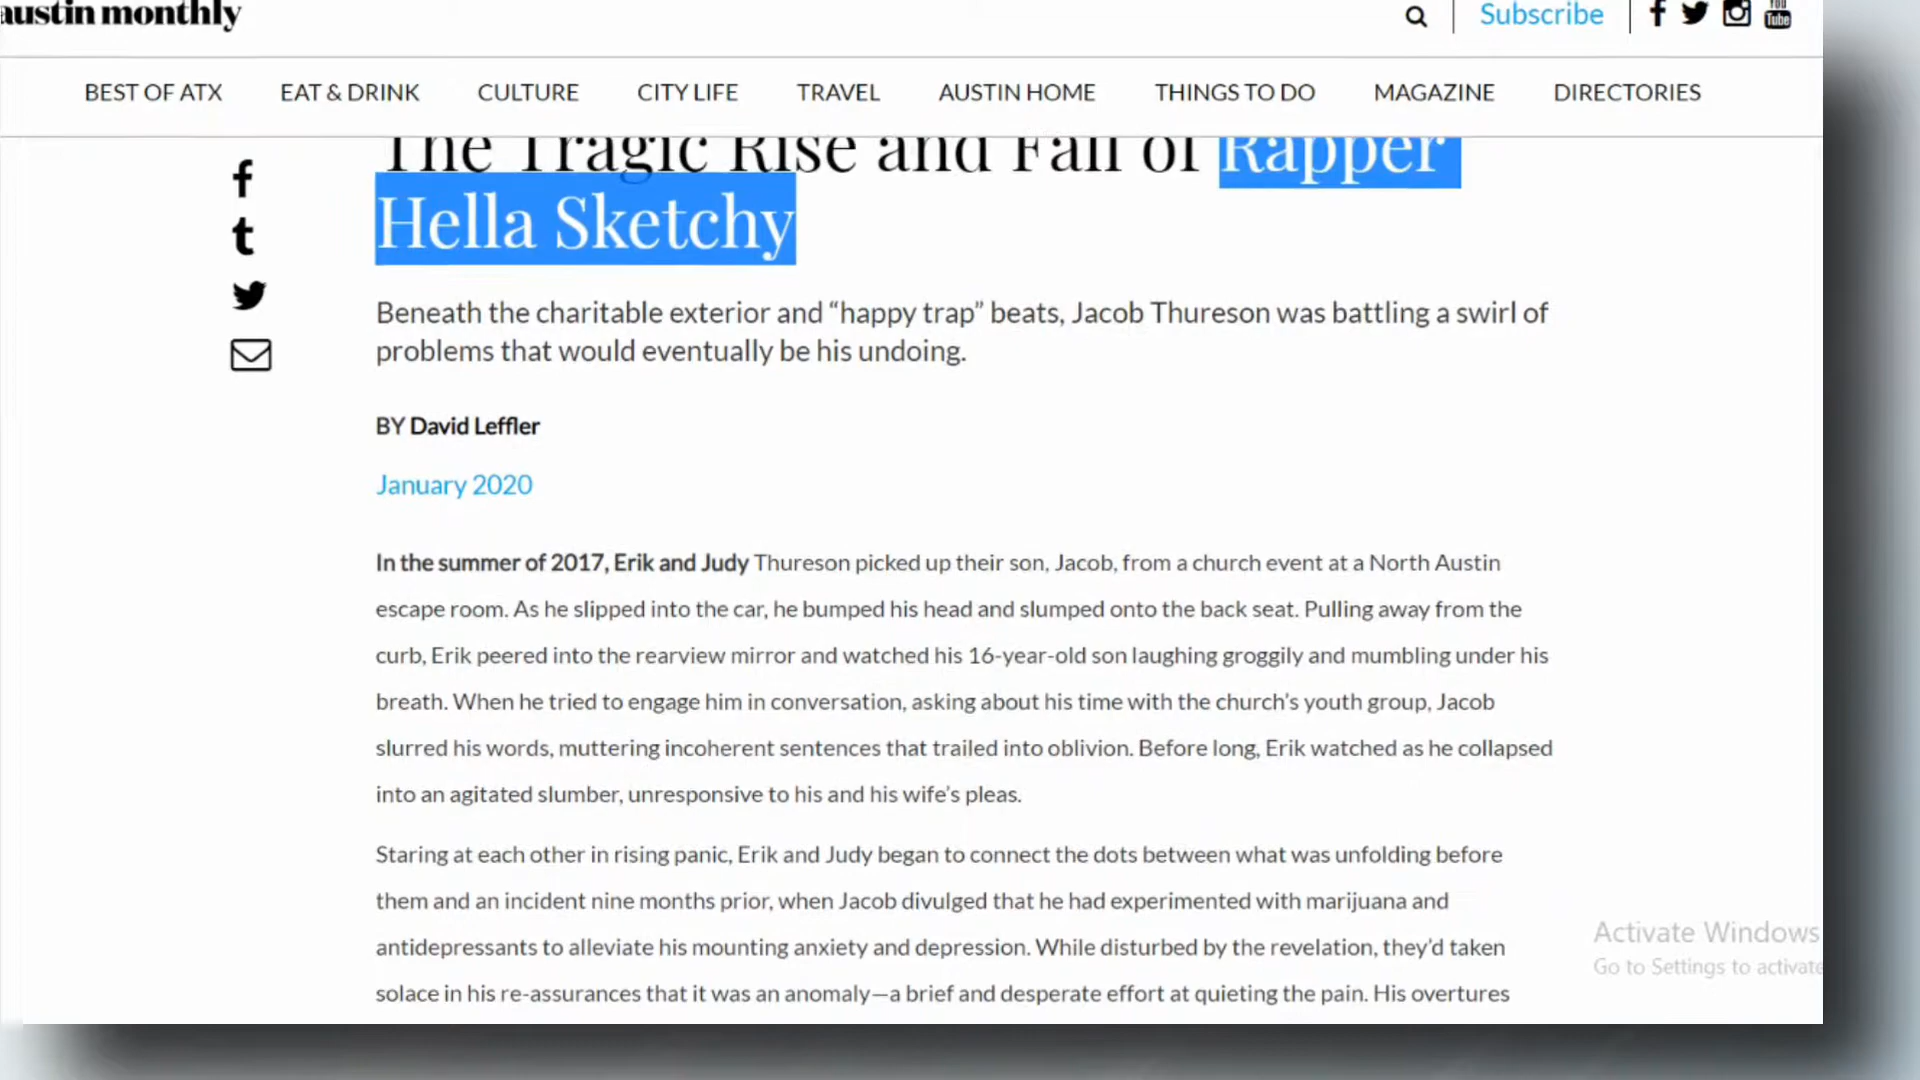 austin monthly
Subscribe
You
Tube
BEST OF ATX EAT & DRINK CULTURE CITY LIFE TRAVEL AUSTIN HOME THINGS TO DO MAGAZINE DIRECTORIES
The Tragic Rise and Fall of Rapper
Hella Sketchy
Beneath the charitable exterior and “happy trap” beats, Jacob Thureson was battling a swirl of
problems that would eventually be his undoing.
BY David Leffler
January 2020
In the summer of 2017, Erik and Judy Thureson picked up their son, Jacob, from a church event at a North Austin
escape room. As he slipped into the car, he bumped his head and slumped onto the back seat. Pulling away from the
curb, Erik peered into the rearview mirror and watched his 16-year-old son laughing groggily and mumbling under his
breath. When he tried to engage him in conversation, asking about his time with the church’s youth group, Jacob
slurred his words, muttering incoherent sentences that trailed into oblivion. Before long, Erik watched as he collapsed
into an agitated slumber, unresponsive to his and his wife’s pleas.
Staring at each other in rising panic, Erik and Judy began to connect the dots between what was unfolding before
them and an incident nine months prior, when Jacob divulged that he had experimented with marijuana and
antidepressants to alleviate his mounting anxiety and depression. While disturbed by the revelation, they’d taken
solace in his re-assurances that it was an anomaly—a brief and desperate effort at quieting the pain. His overtures
Activate Windows
Go to Settings to activate